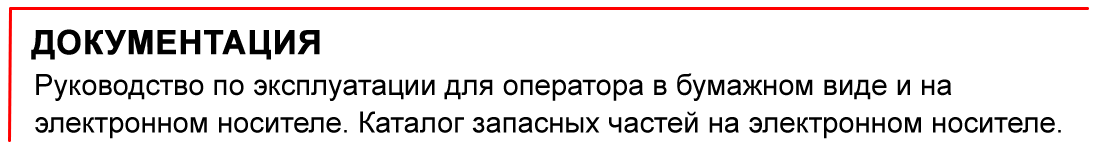 ДОКУМЕНТАЦИЯ
Руководство по эксплуатации для оператора в бумажном виде и на
электронном носителе. Каталог запасных частей на электронном носителе.